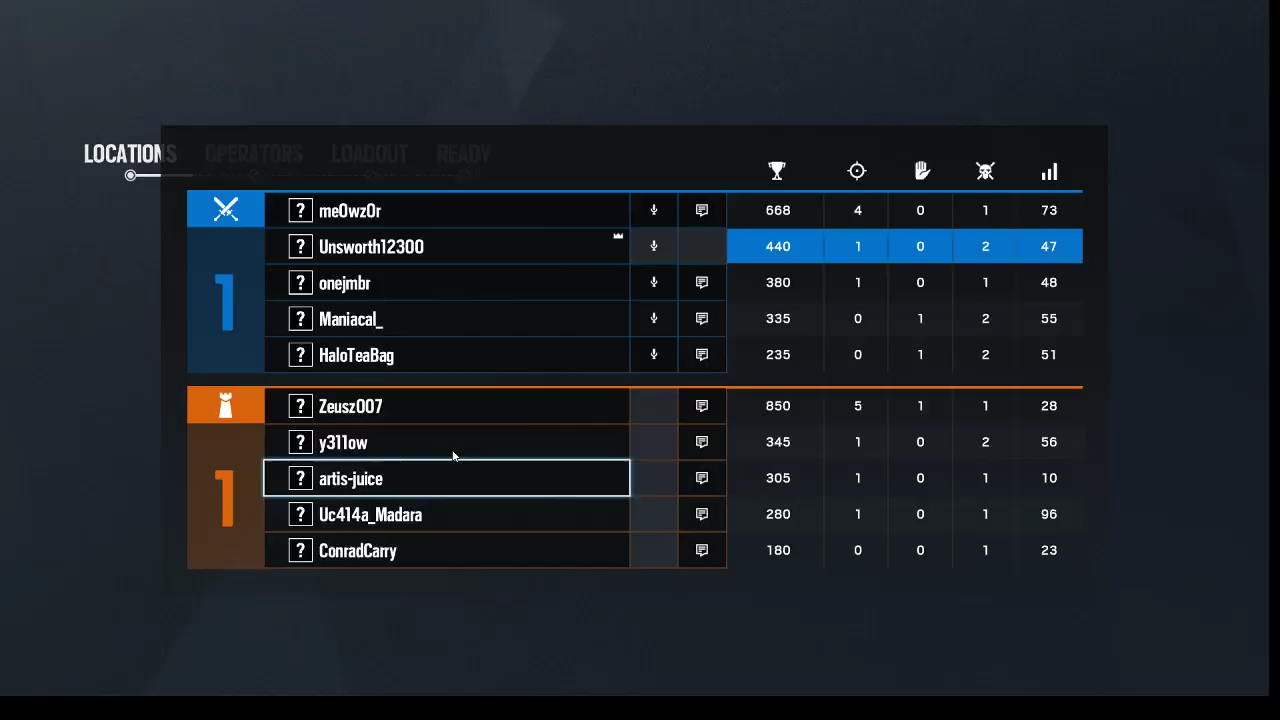 LOCATIONS OPERATORS LOADOUT READY
? me0wz0r 668 4 0 1 73
? Unsworth12300 440 1 0 2 47
1
? onejmbr 380 1 0 1 48
? Maniacal_ 335 0 1 2 55
? HaloTeaBag 235 0 1 2 51
? Zeusz007 850 5 1 1 28
? y311ow 345 1 0 2 56
1
? artis-juice 305 1 0 1 10
? Uc414a_Madara 280 1 0 1 96
? ConradCarry 180 0 0 1 23